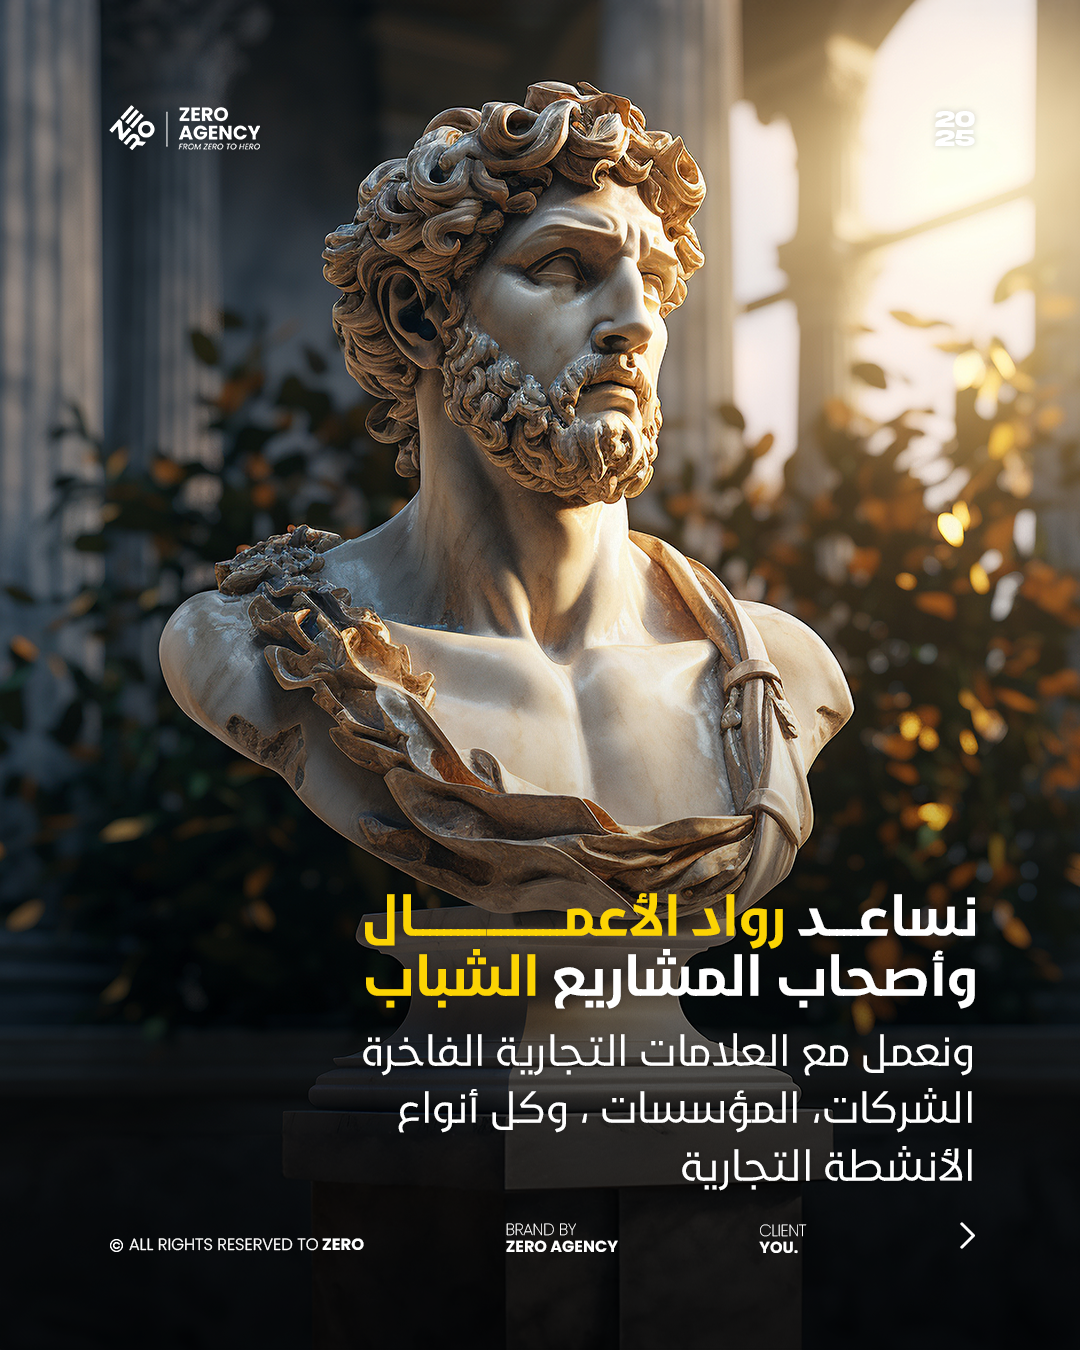 ZERO
AGENCY
FROM ZERO TO HERO
20
25
نساعـــد رواد الأعمـــــــــــــال
وأصحاب المشاريع الشباب
ونعمل مع العلامات التجارية الفاخرة
الشركات، المؤسسات ، وكل أنواع
الأنشطة التجارية
© ALL RIGHTS RESERVED TO ZERO
BRAND BY
ZERO AGENCY
CLIENT
YOU.